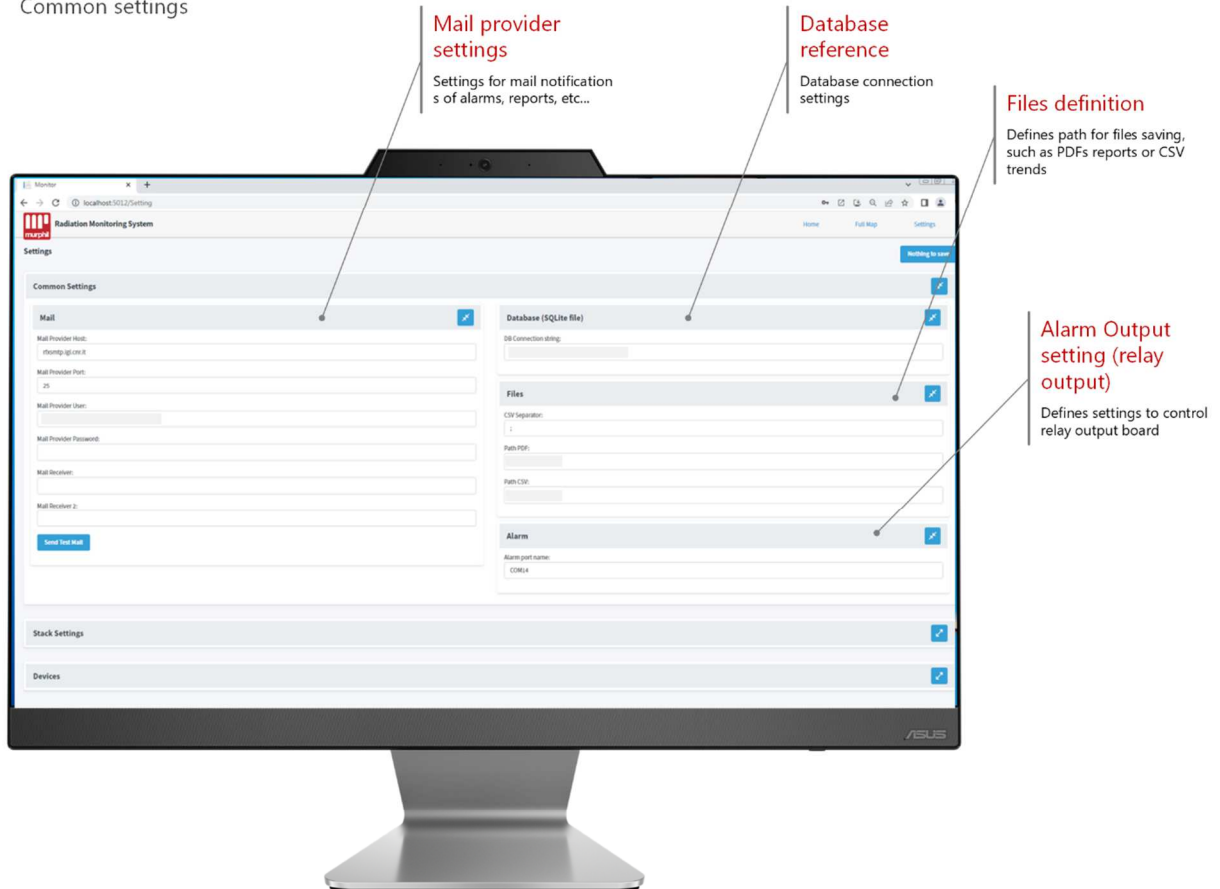 Common settings
Mail provider
settings
Settings for mail notification
s of alarms, reports, etc...
Database
reference
Database connection
settings
Files definition
Defines path for files saving,
such as PDFs reports or CSV
trends
Alarm Output
setting (relay
output)
Defines settings to control
relay output board
Monitor
localhost:5012/Setting
murphil
Radiation Monitoring System
Home
Full Map
Settings
Settings
Nothing to save
Common Settings
Mail
Mail Provider Host:
Mail Provider Port:
25
Mail Provider User:
Mail Provider Password:
Mail Receiver:
Mail Receiver 2:
Send Test Mail
Database (SQLite file)
DB Connection string:
Files
CSV Separator:
;
Path PDF:
Path CSV:
Alarm
Alarm port name:
COM14
Stack Settings
Devices
ASUS